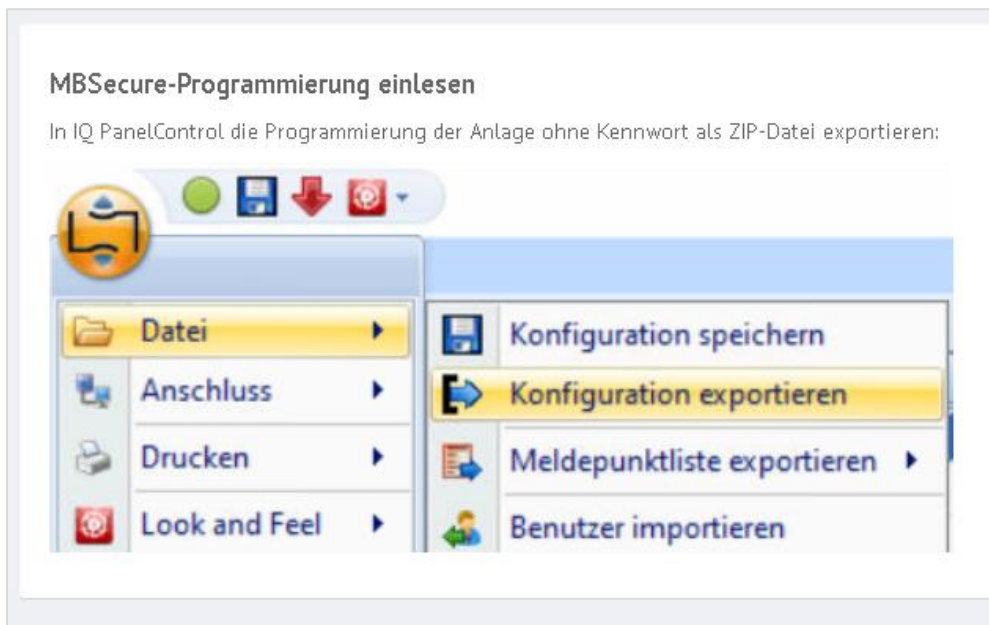 MBSecure-Programmierung einlesen
In IQ PanelControl die Programmierung der Anlage ohne Kennwort als ZIP-Datei exportieren:
Datei
Anschluss
Drucken
Look and Feel
Konfiguration speichern
Konfiguration exportieren
Meldepunktliste exportieren
Benutzer importieren